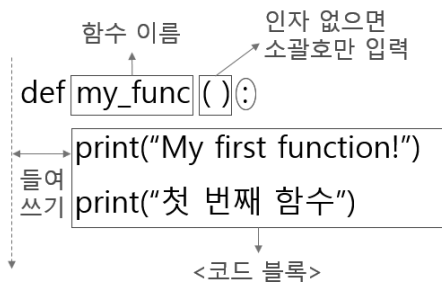 함수 이름
인자 없으면
소괄호만 입력
def my_func ( ) :
들여
쓰기
print(“My first function!”)
print(“첫 번째 함수”)
<코드 블록>